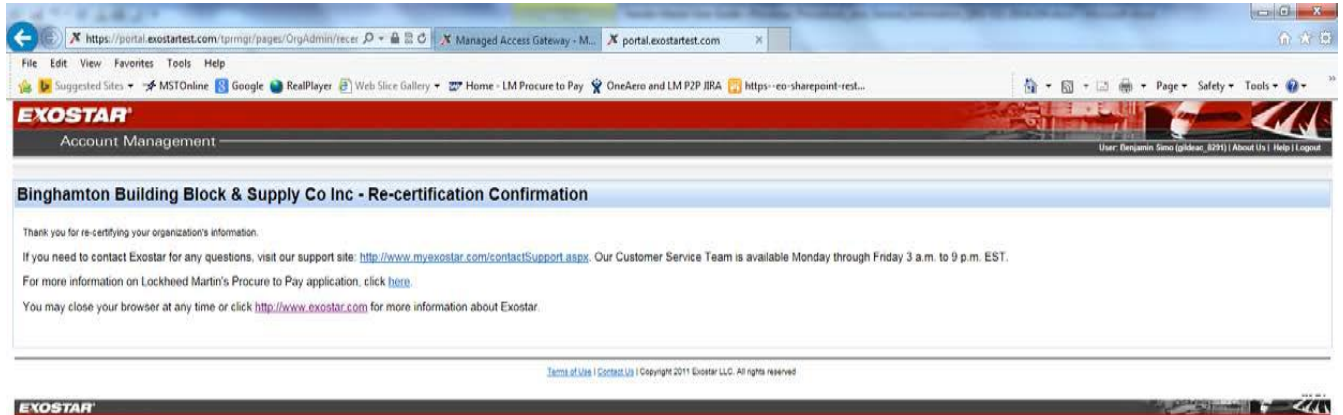 https://portal.exostartest.com/tprmgr/pages/OrgAdmin/recer
Managed Access Gateway - M...
portal.exostartest.com
File Edit View Favorites Tools Help
Suggested Sites MSTOnline Google RealPlayer Web Slice Gallery Home - LM Procure to Pay OneAero and LM P2P JIRA https--eo-sharepoint-rest... Page Safety Tools
EXOSTAR
Account Management
User: Benjamin Simo (gildeac_8291) | About Us | Help | Logout
Binghamton Building Block & Supply Co Inc - Re-certification Confirmation
Thank you for re-certifying your organization's information.
If you need to contact Exostar for any questions, visit our support site: http://www.myexostar.com/contactSupport.aspx. Our Customer Service Team is available Monday through Friday 3 a.m. to 9 p.m. EST.
For more information on Lockheed Martin's Procure to Pay application, click here.
You may close your browser at any time or click http://www.exostar.com for more information about Exostar.
Terms of Use | Contact Us | Copyright 2011 Exostar LLC. All rights reserved
EXOSTAR